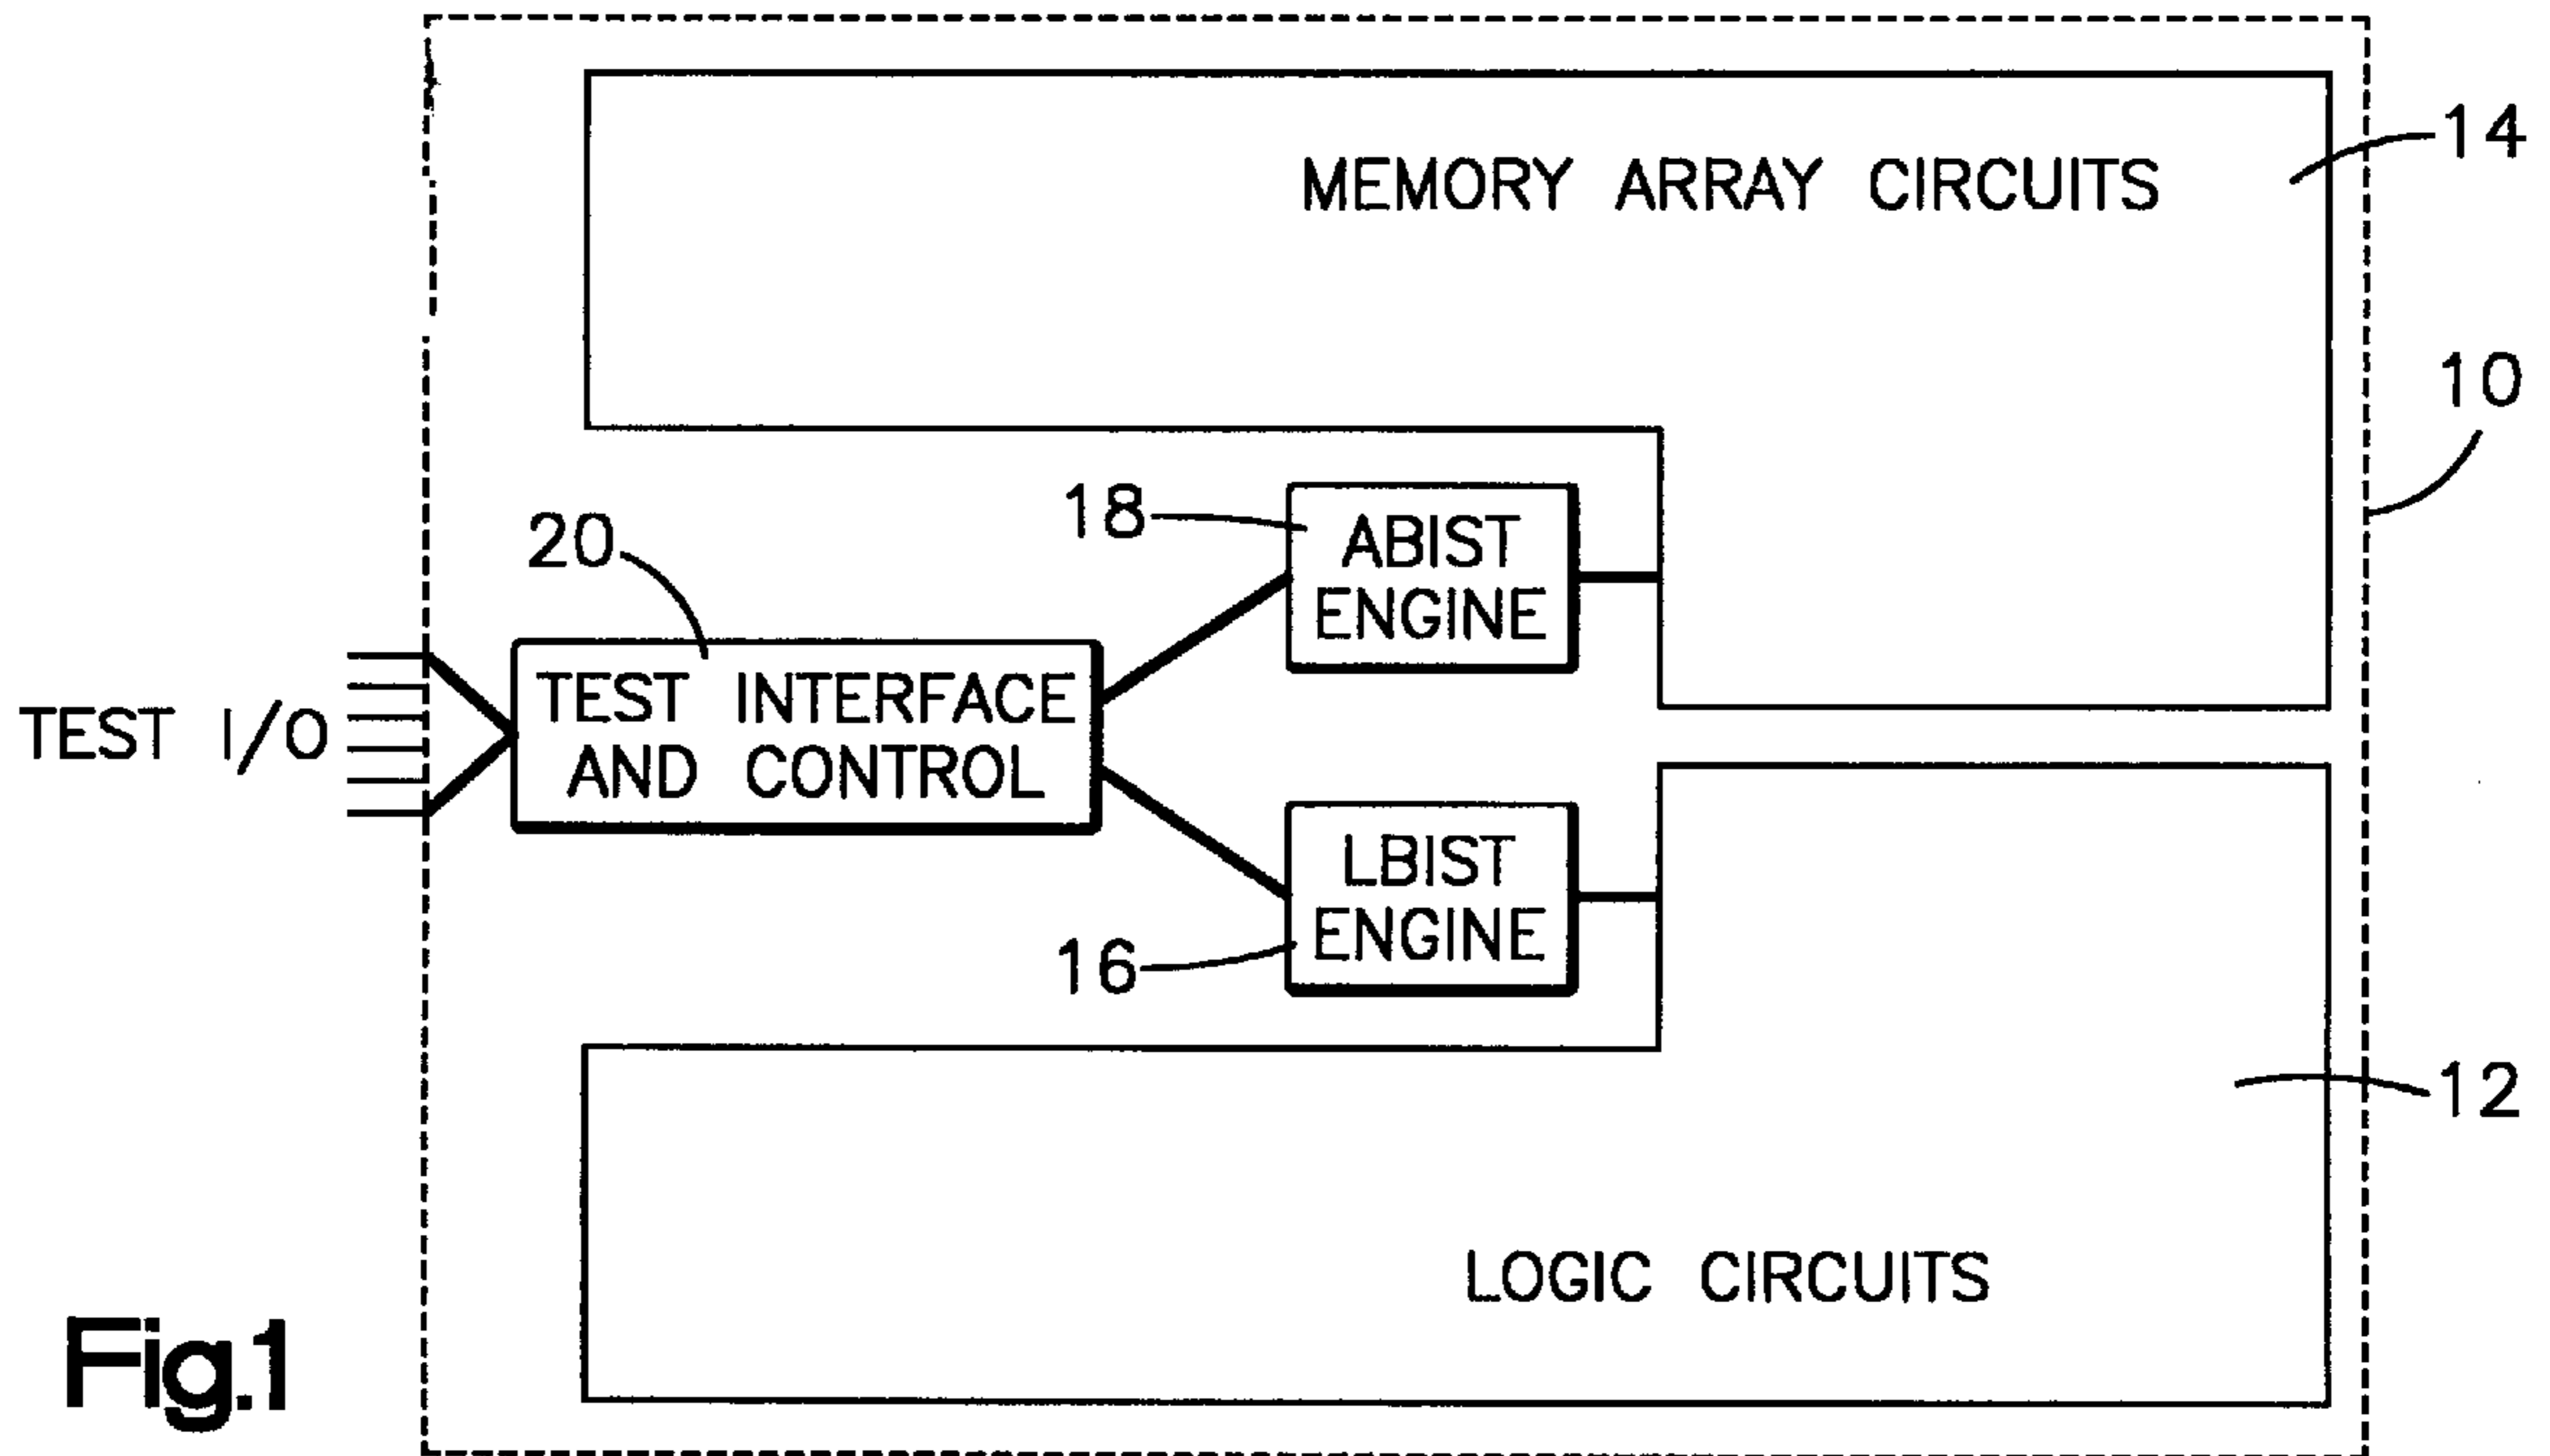 MEMORY ARRAY CIRCUITS
14
10
18
ABIST
ENGINE
20
TEST INTERFACE
AND CONTROL
TEST I/O
LBIST
ENGINE
16
12
LOGIC CIRCUITS
Fig.1